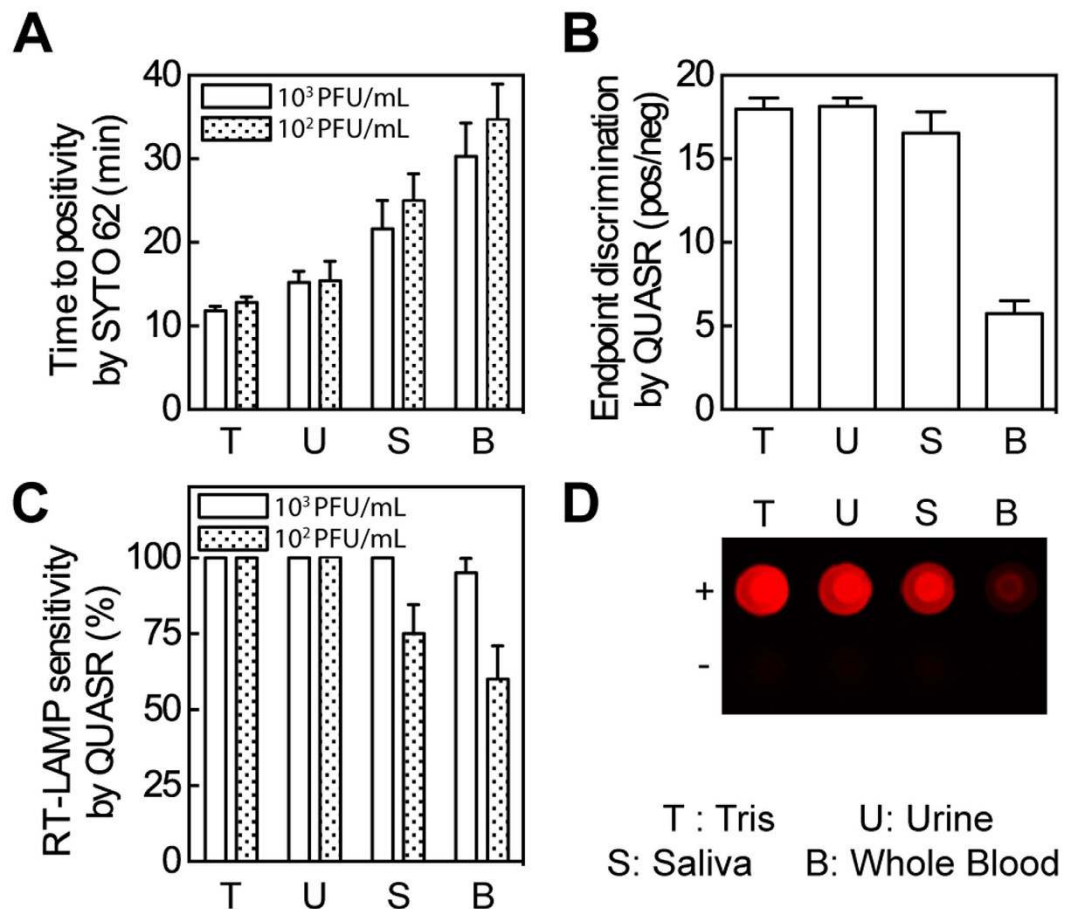 A
Time to positivity
by SYTO 62 (min)
40
30
20
10
0
10³ PFU/mL
10² PFU/mL
T U S B
B
Endpoint discrimination
by QUASR (pos/neg)
20
15
10
5
0
T U S B
C
RT-LAMP sensitivity
by QUASR (%)
100
75
50
25
0
10³ PFU/mL
10² PFU/mL
T U S B
D
T U S B
+
-
T : Tris U: Urine
S: Saliva B: Whole Blood